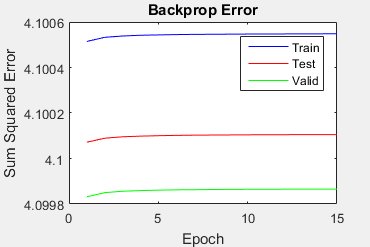 Backprop Error
4.1006
4.1004
4.1002
4.1
4.0998
Sum Squared Error
Train
Test
Valid
0
5
10
15
Epoch